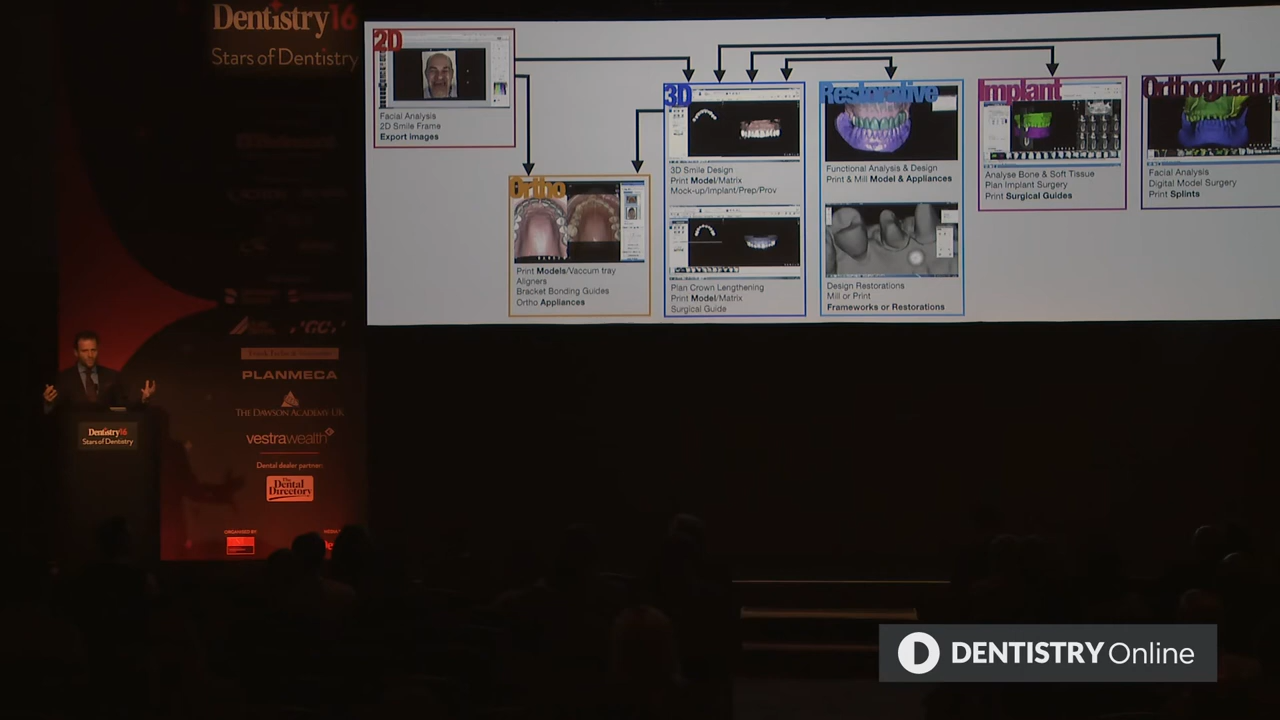 Dentistry16
Stars of Dentistry
2D
Facial Analysis
2D Smile Frame
Export images
Ortho
Print Models/Vaccum tray
Aligners
Bracket Bonding Guides
Ortho Appliances
3D
3D Smile Design
Print Model/Matrix
Mock-up/Implant/Prep/Prov
Plan Crown Lengthening
Print Model/Matrix
Surgical Guide
Restorative
Functional Analysis & Design
Print & Mill Model & Appliances
Design Restorations
Mill or Print
Frameworks or Restorations
Implant
Analyse Bone & Soft Tissue
Plan Implant Surgery
Print Surgical Guides
Orthognathic
Facial Analysis
Digital Model Surgery
Print Splints
GC
PLANMECA
THE DAWSON ACADEMY UK
vestrawealth
Dental dealer partner:
The
Dental
Directory
ORGANISED BY:
Dentistry16
Stars of Dentistry
D DENTISTRY Online